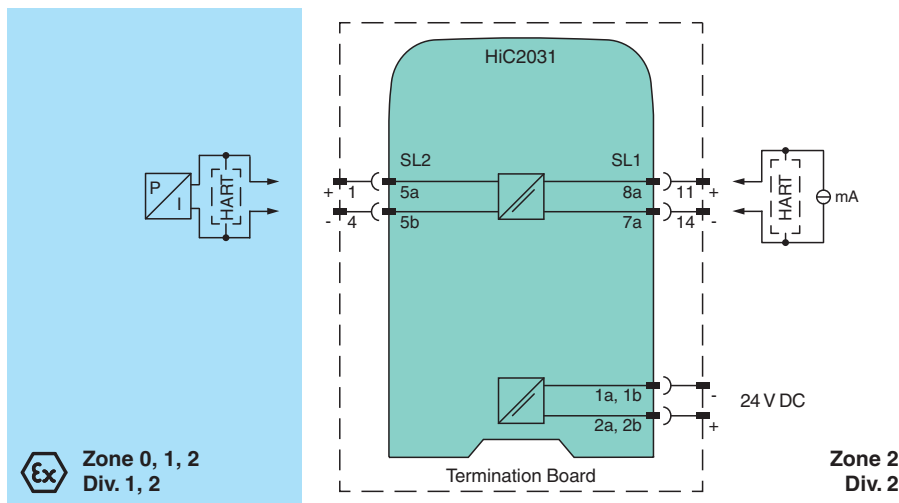 HiC2031
SL2 SL1
P
I
HART
+ 1 5a 8a 11 +
- 4 5b 7a 14 -
HART
mA
1a, 1b -
2a, 2b +
24 V DC
Termination Board
Ex
Zone 0, 1, 2
Div. 1, 2
Zone 2
Div. 2